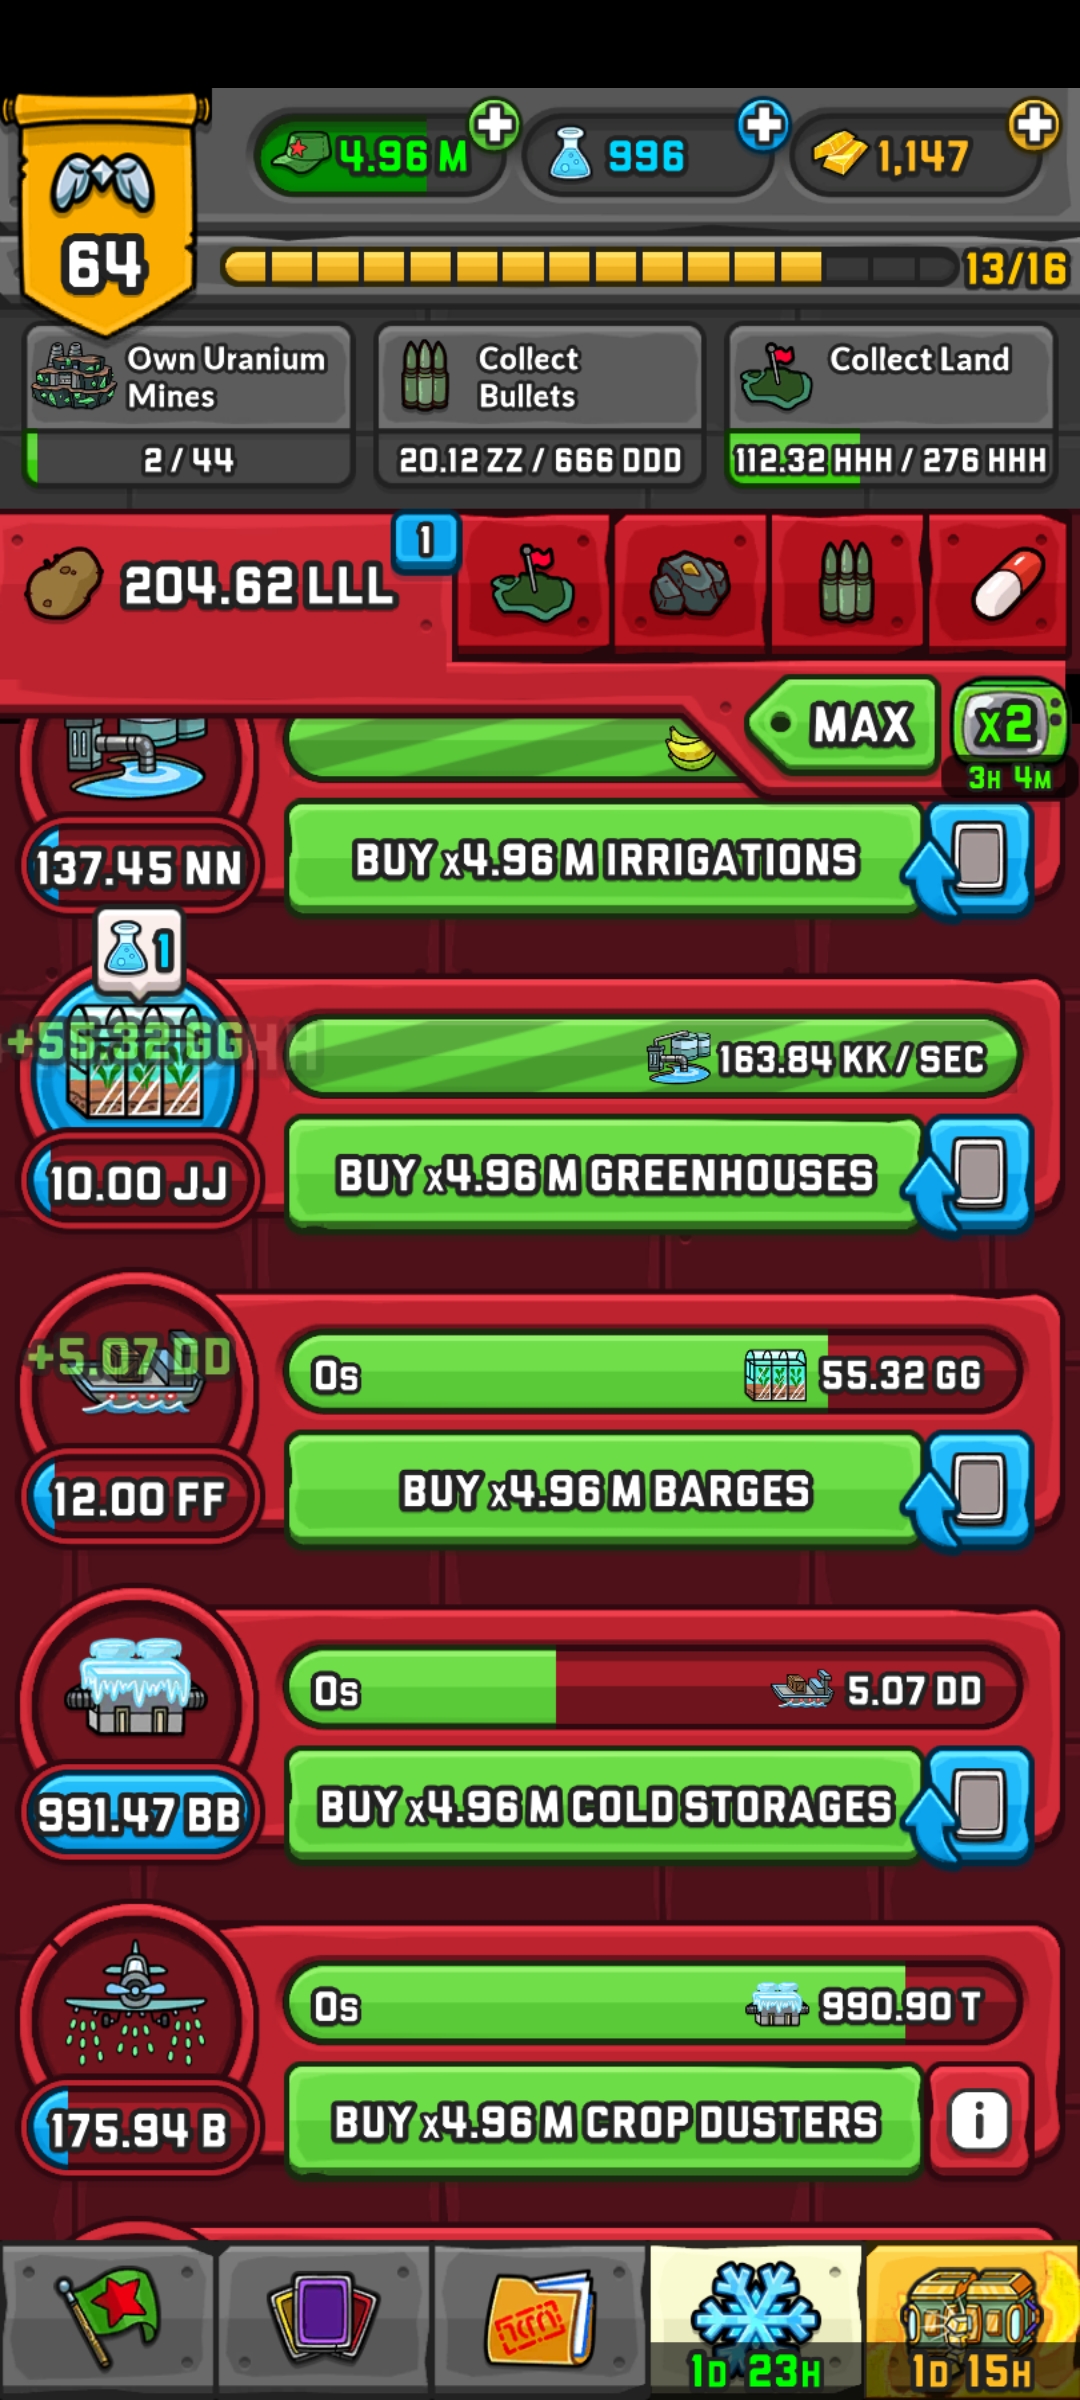 4.96 M
996
1,147
64
13/16
Own Uranium
Mines
2 / 44
Collect
Bullets
20.12 ZZ / 666 DDD
Collect Land
112.32 HHH / 276 HHH
204.62 LLL
1
MAX
x2
3H 4M
137.45 NN
BUY x4.96 M IRRIGATIONS
1
+55.32 GG
163.84 KK / SEC
10.00 JJ
BUY x4.96 M GREENHOUSES
+5.07 DD
0s
55.32 GG
12.00 FF
BUY x4.96 M BARGES
0s
5.07 DD
991.47 BB
BUY x4.96 M COLD STORAGES
0s
990.90 T
175.94 B
BUY x4.96 M CROP DUSTERS
i
1D 23H
1D 15H